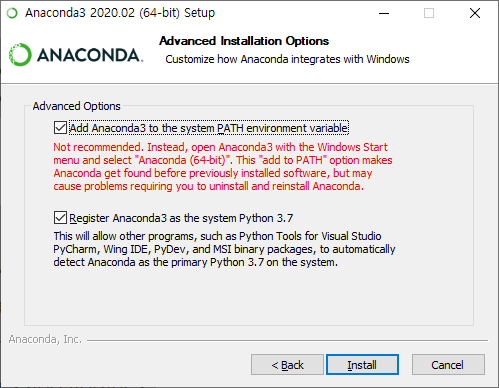 Anaconda3 2020.02 (64-bit) Setup
ANACONDA.
Advanced Installation Options
Customize how Anaconda integrates with Windows
Advanced Options
Add Anaconda3 to the system PATH environment variable
Not recommended. Instead, open Anaconda3 with the Windows Start
menu and select "Anaconda (64-bit)". This "add to PATH" option makes
Anaconda get found before previously installed software, but may
cause problems requiring you to uninstall and reinstall Anaconda.
Register Anaconda3 as the system Python 3.7
This will allow other programs, such as Python Tools for Visual Studio
PyCharm, Wing IDE, PyDev, and MSI binary packages, to automatically
detect Anaconda as the primary Python 3.7 on the system.
Anaconda, Inc.
< Back
Install
Cancel